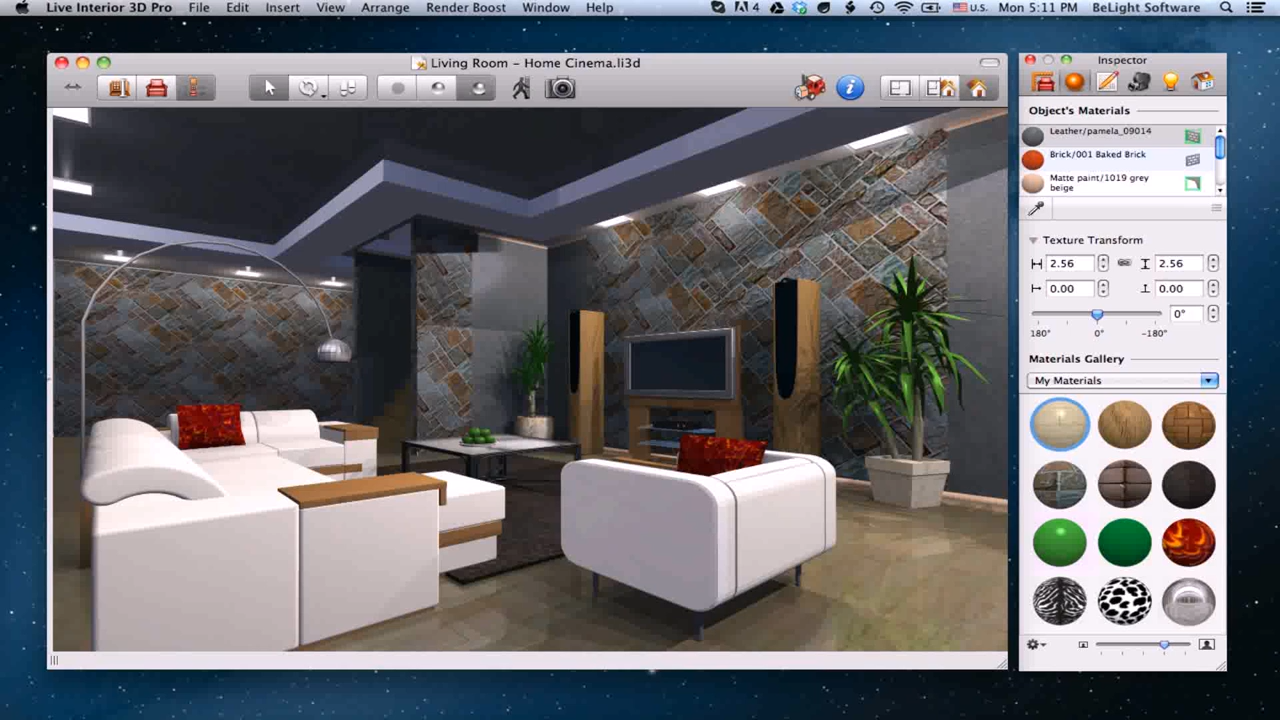 Live Interior 3D Pro File Edit Insert View Arrange Render Boost Window Help 4 U.S. Mon 5:11 PM BeLight Software
Living Room – Home Cinema.li3d
Inspector
Object's Materials
Leather/pamela_09014
Brick/001 Baked Brick
Matte paint/1019 grey
beige
Texture Transform
2.56 2.56
0.00 0.00
0°
180° 0° -180°
Materials Gallery
My Materials